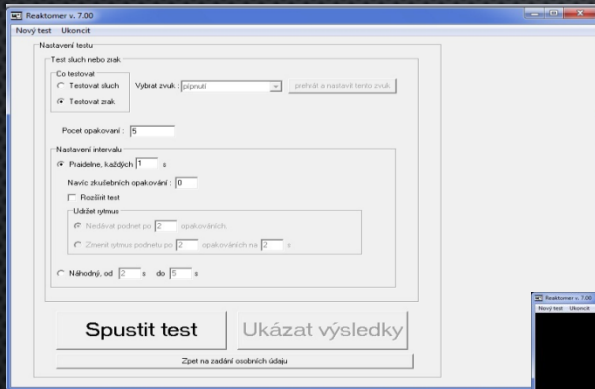 Reaktomer v. 7.00
Nový test Ukoncit
Nastavení testu
Test sluch nebo zrak
Co testovat
Testovat sluch
Testovat zrak
Vybrat zvuk : pípnutí
prehrát a nastavit tento zvuk
Pocet opakovaní : 5
Nastavení intervalu
Praidelne, každých 1 s
Navíc zkušebních opakování : 0
Rozšírit test
Udržet rytmus
Nedávat podnet po 2 opakováních.
Zmenit rytmus podnetu po 2 opakováních na 2 s
Náhodný, od 2 s do 5 s
Spustit test
Ukázat výsledky
Zpet na zadání osobních údaju
Reaktomer v. 7.00
Nový test Ukoncit